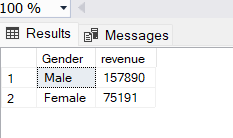 100 %
Results Messages
Gender revenue
1 Male 157890
2 Female 75191